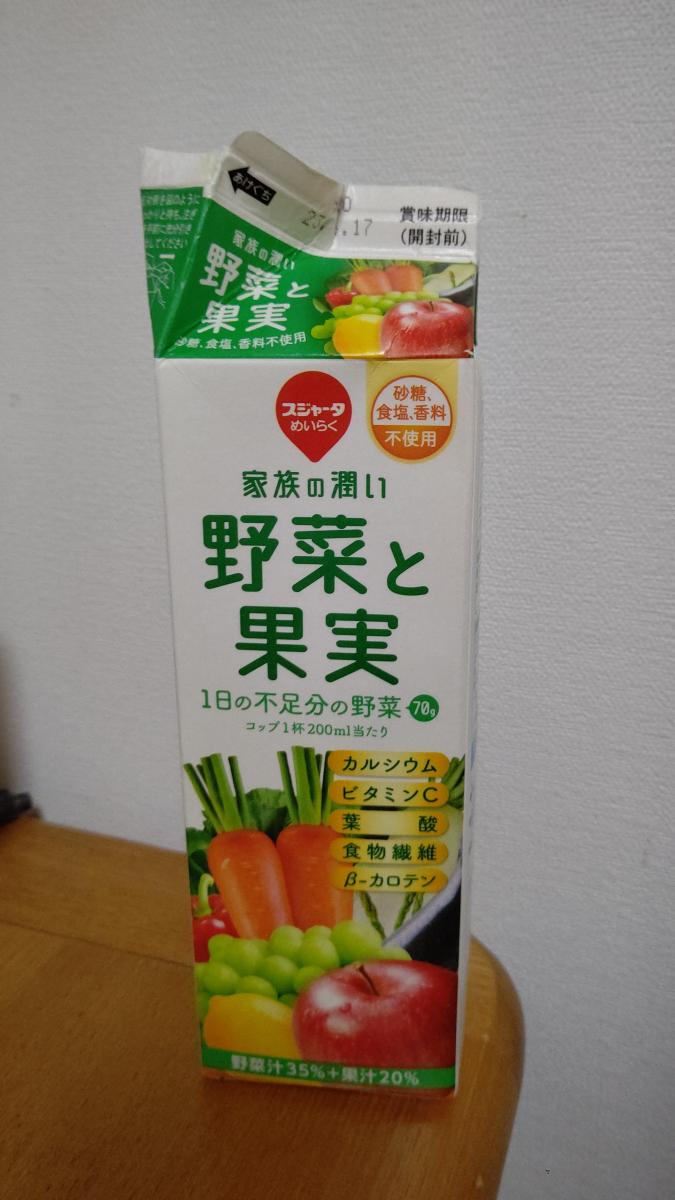 あけぐち
賞味期限
(開封前)
.17
家族の潤い
野菜と
果実
砂糖、食塩、香料不使用
スジャータ
めいらく
砂糖、
食塩、香料
不使用
家族の潤い
野菜と
果実
1日の不足分の野菜 70g
コップ1杯200ml当たり
カルシウム
ビタミンC
葉酸
食物繊維
β-カロテン
野菜汁35%+果汁20%